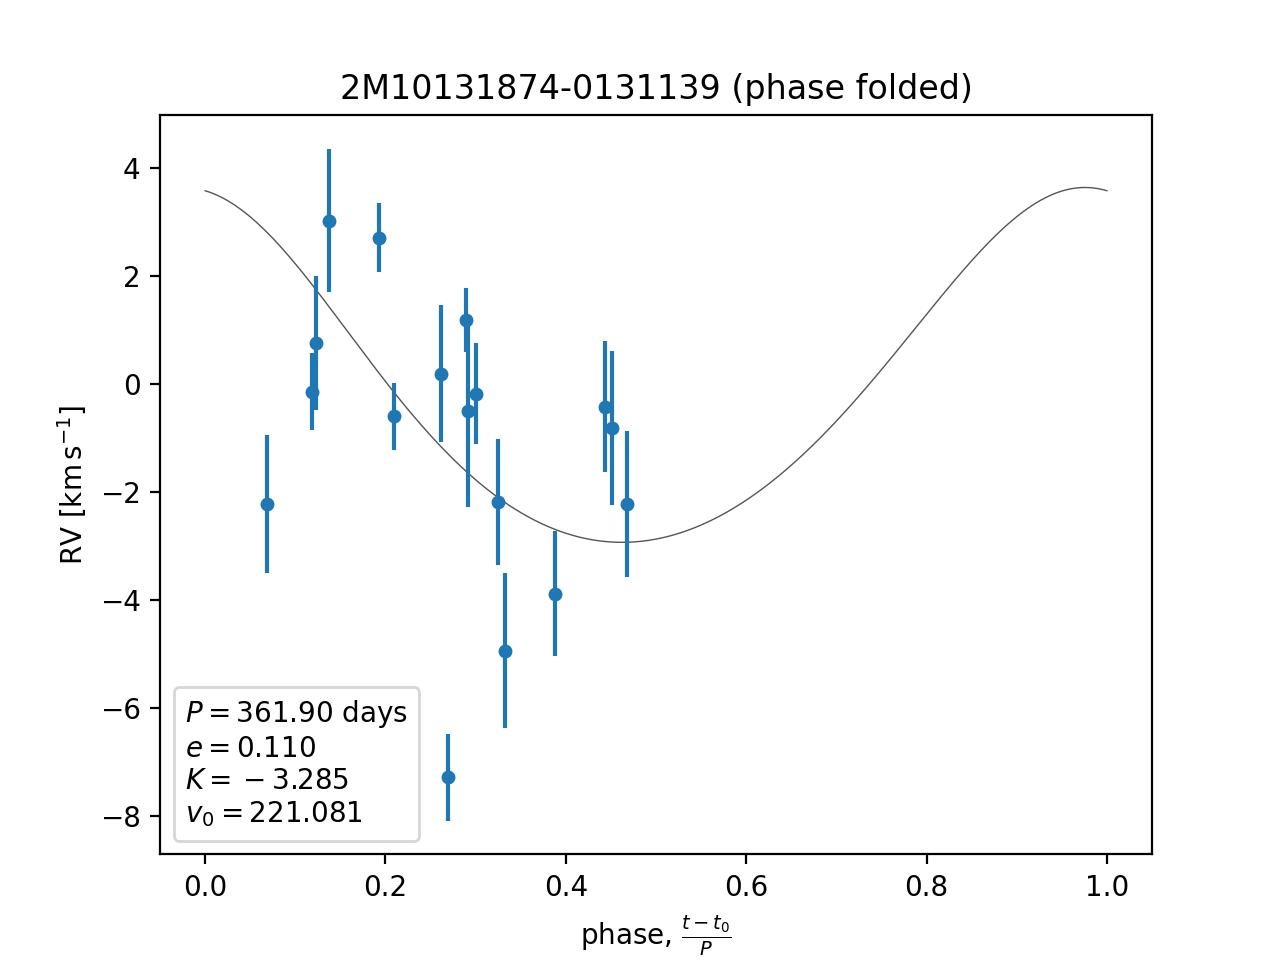 2M10131874-0131139 (phase folded)
4
2
0
−2
−4
−6
−8
RV [km s⁻¹]
P = 361.90 days
e = 0.110
K = −3.285
v₀ = 221.081
0.0 0.2 0.4 0.6 0.8 1.0
phase, (t − t₀)/P